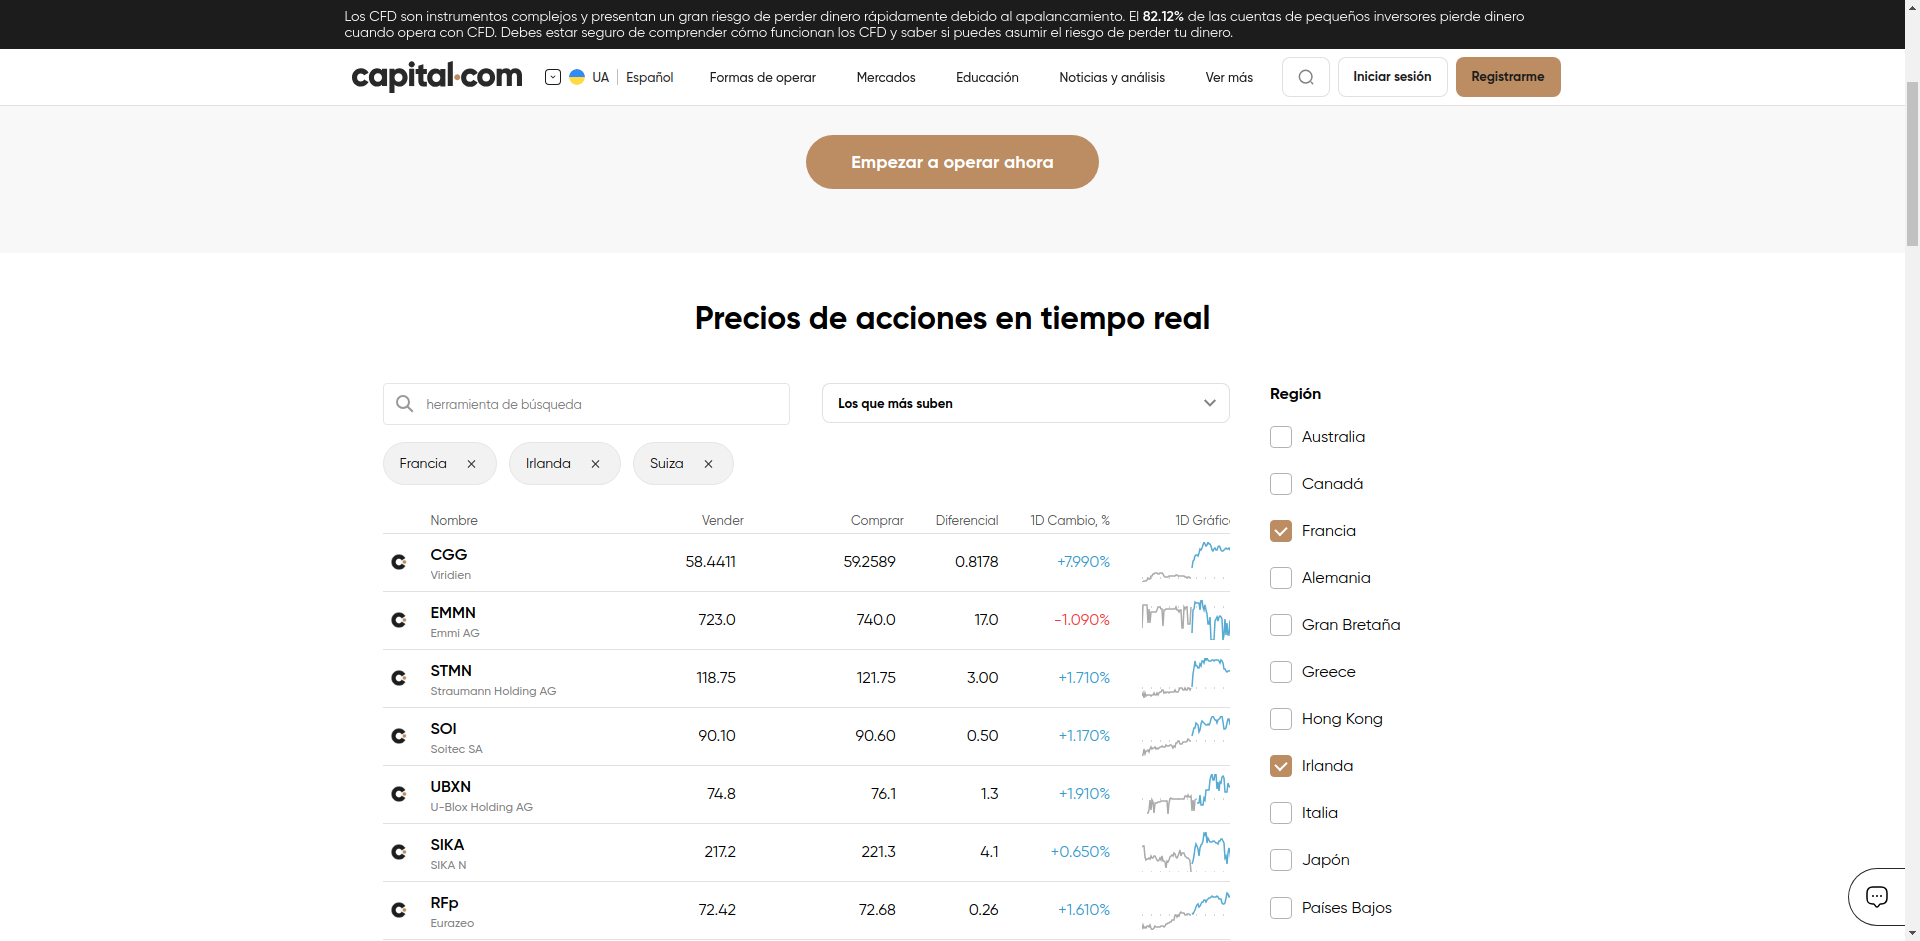 Los CFD son instrumentos complejos y presentan un gran riesgo de perder dinero rápidamente debido al apalancamiento. El 82.12% de las cuentas de pequeños inversores pierde dinero
cuando opera con CFD. Debes estar seguro de comprender cómo funcionan los CFD y saber si puedes asumir el riesgo de perder tu dinero.
capital.com UA Español Formas de operar Mercados Educación Noticias y análisis Ver más Iniciar sesión Registrarme
Empezar a operar ahora
Precios de acciones en tiempo real
herramienta de búsqueda
Los que más suben
Francia Irlanda Suiza
Nombre Vender Comprar Diferencial 1D Cambio, % 1D Gráfic
CGG 58.4411 59.2589 0.8178 +7.990%
Viridien
EMMN 723.0 740.0 17.0 -1.090%
Emmi AG
STMN 118.75 121.75 3.00 +1.710%
Straumann Holding AG
SOI 90.10 90.60 0.50 +1.170%
Soitec SA
UBXN 74.8 76.1 1.3 +1.910%
U-Blox Holding AG
SIKA 217.2 221.3 4.1 +0.650%
SIKA N
RFp 72.42 72.68 0.26 +1.610%
Eurazeo
Región
Australia
Canadá
Francia
Alemania
Gran Bretaña
Greece
Hong Kong
Irlanda
Italia
Japón
Países Bajos